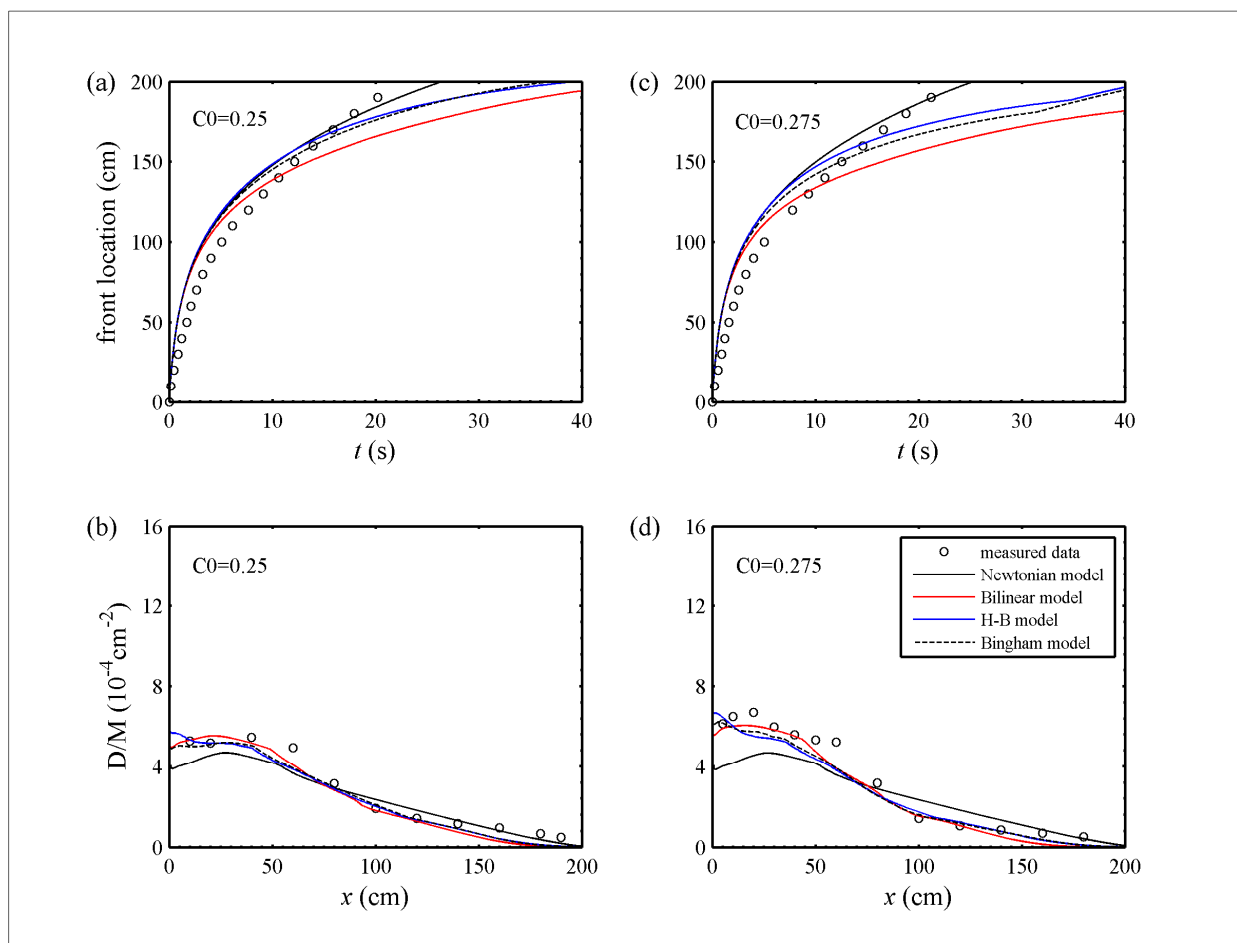 (a)
C0=0.25
front location (cm)
200
150
100
50
0
0 10 20 30 40
t (s)
(c)
C0=0.275
200
150
100
50
0
0 10 20 30 40
t (s)
(b)
C0=0.25
D/M (10-4cm-2)
16
12
8
4
0
0 50 100 150 200
x (cm)
(d)
C0=0.275
16
12
8
4
0
0 50 100 150 200
x (cm)
measured data
Newtonian model
Bilinear model
H-B model
Bingham model